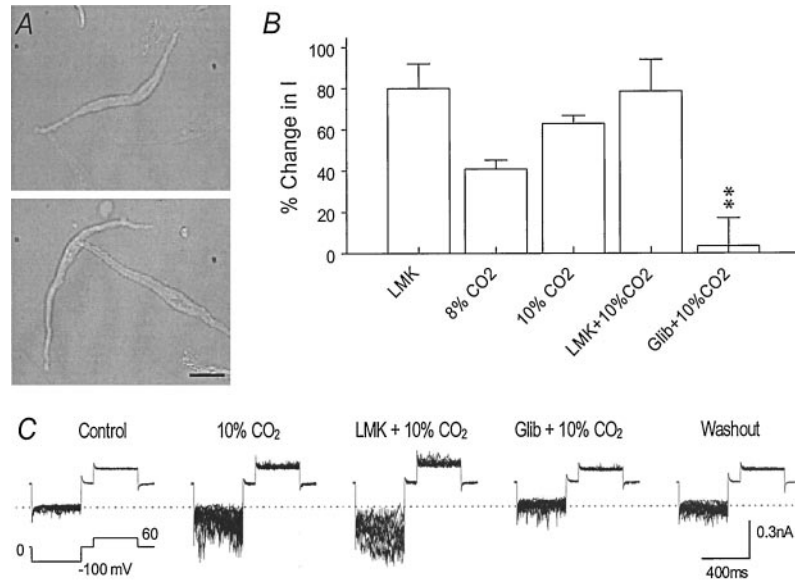 A
B
% Change in I
100
80
60
40
20
0
**
LMK
8% CO2
10% CO2
LMK+10%CO2
Glib+10%CO2
C
Control
10% CO₂
LMK + 10% CO₂
Glib + 10% CO₂
Washout
0
60
-100 mV
0.3nA
400ms